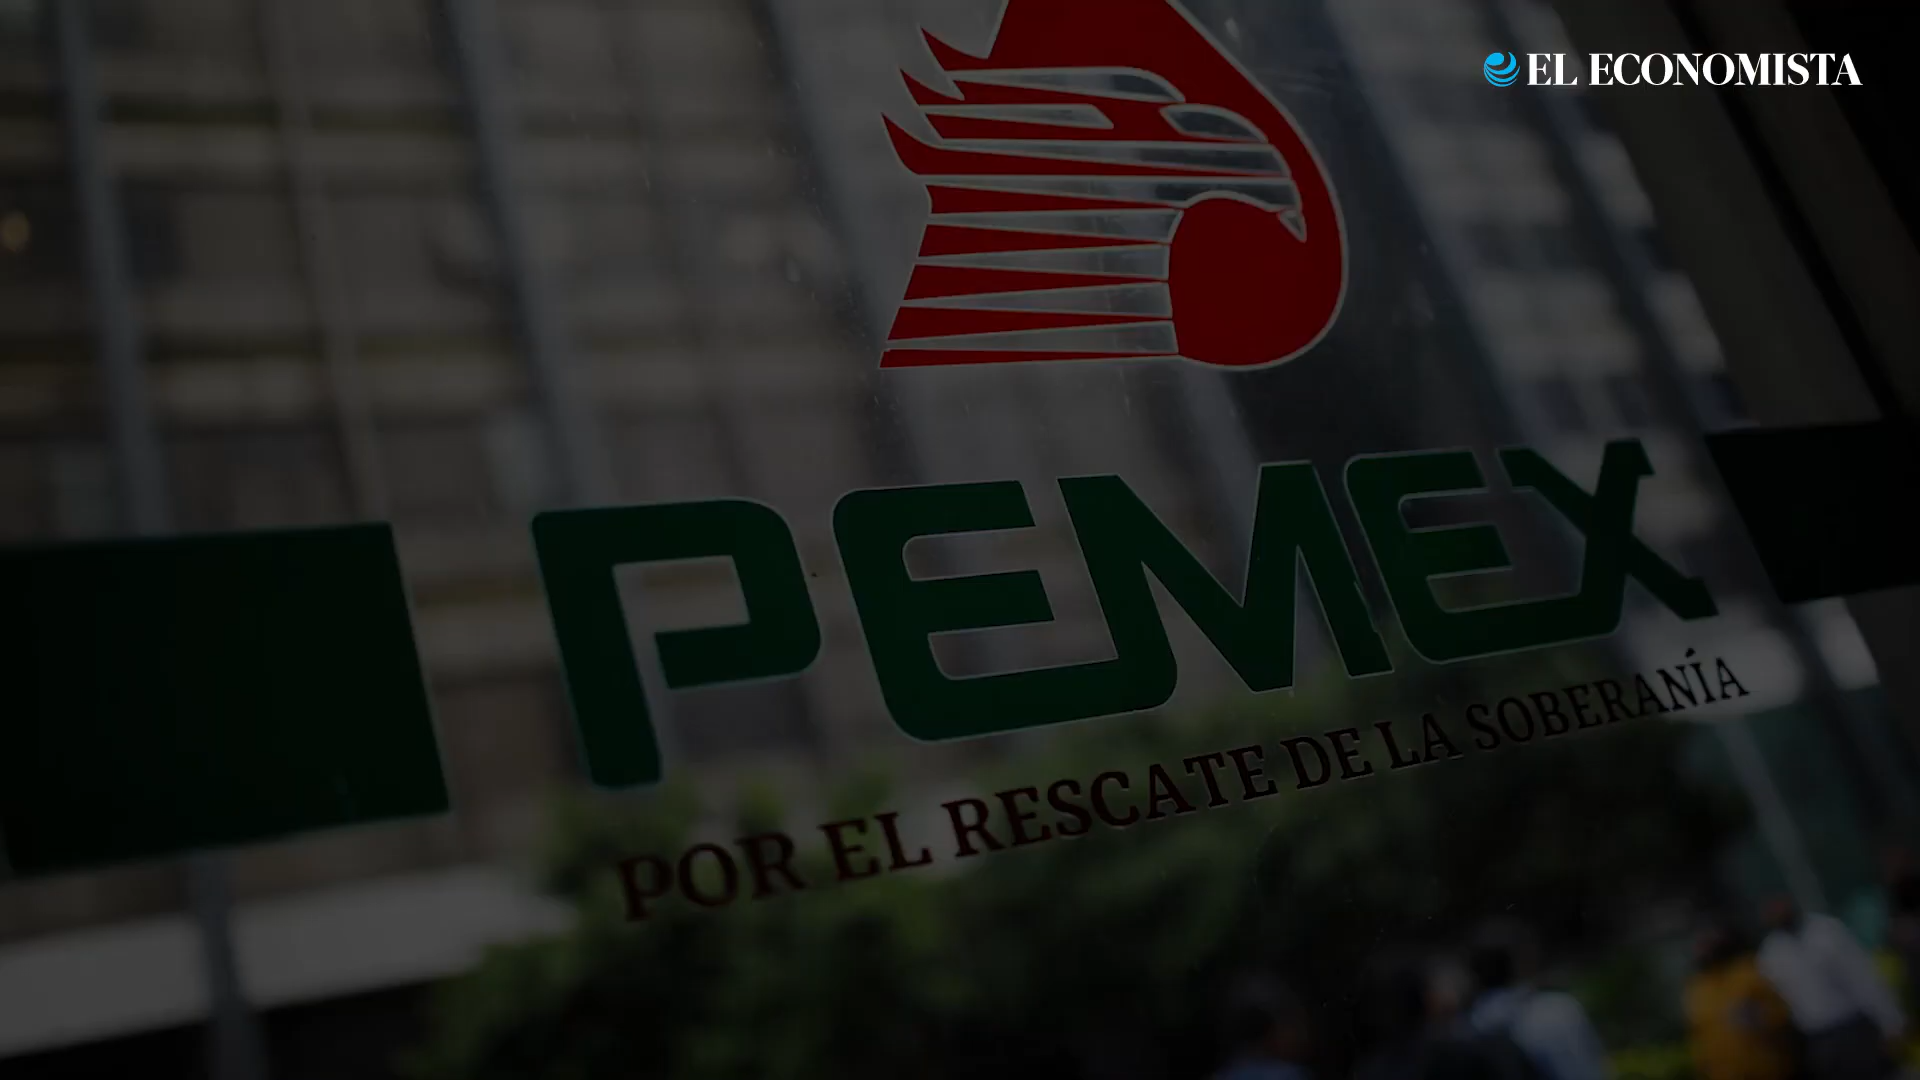 EL ECONOMISTA
PEMEX
POR EL RESCATE DE LA SOBERANÍA